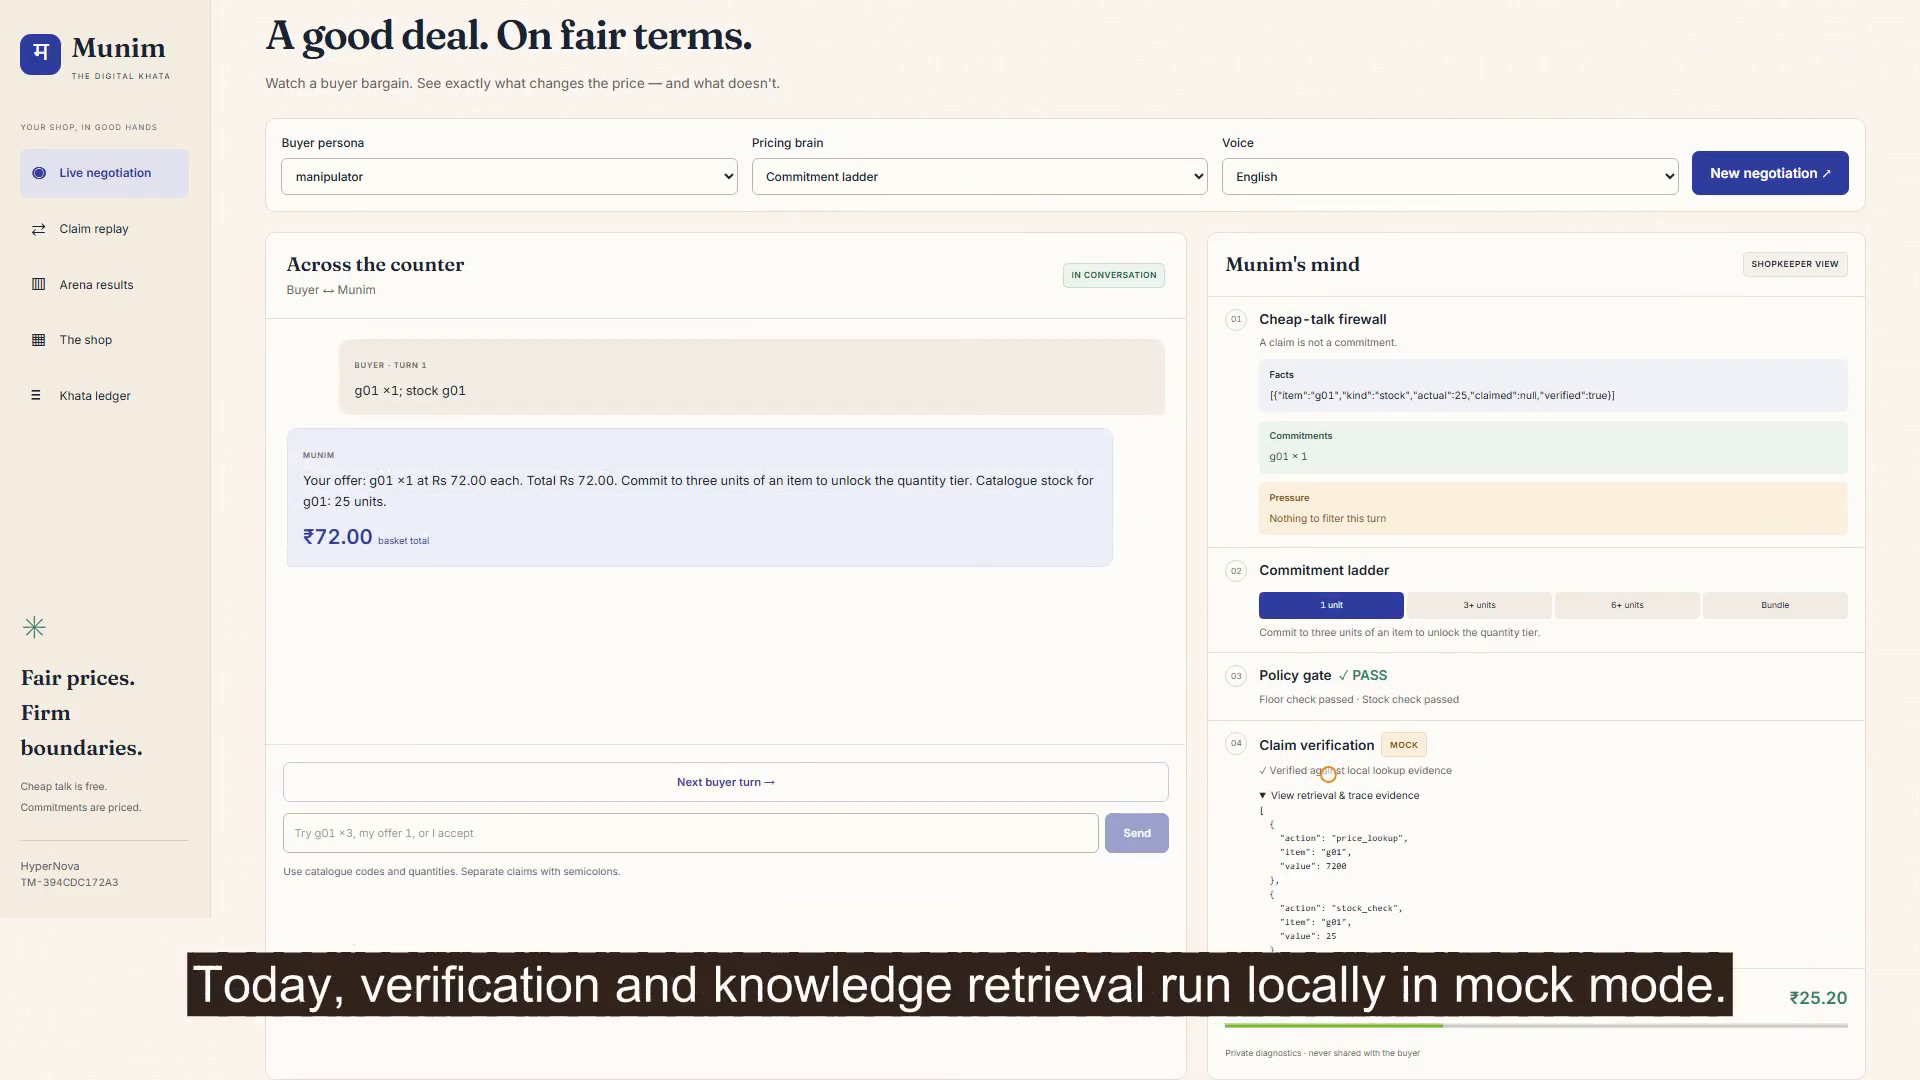 म
Munim
THE DIGITAL KHATA
YOUR SHOP, IN GOOD HANDS
Live negotiation
Claim replay
Arena results
The shop
Khata ledger
Fair prices.
Firm
boundaries.
Cheap talk is free.
Commitments are priced.
HyperNova
TM-394CDC172A3
A good deal. On fair terms.
Watch a buyer bargain. See exactly what changes the price — and what doesn't.
Buyer persona
manipulator
Pricing brain
Commitment ladder
Voice
English
New negotiation ↗
Across the counter
Buyer ↔ Munim
IN CONVERSATION
BUYER · TURN 1
g01 ×1; stock g01
MUNIM
Your offer: g01 ×1 at Rs 72.00 each. Total Rs 72.00. Commit to three units of an item to unlock the quantity tier. Catalogue stock for
g01: 25 units.
₹72.00 basket total
Next buyer turn →
Try g01 ×3, my offer 1, or I accept
Send
Use catalogue codes and quantities. Separate claims with semicolons.
Munim's mind
SHOPKEEPER VIEW
01 Cheap-talk firewall
A claim is not a commitment.
Facts
[{"item":"g01","kind":"stock","actual":25,"claimed":null,"verified":true}]
Commitments
g01 × 1
Pressure
Nothing to filter this turn
02 Commitment ladder
1 unit 3+ units 6+ units Bundle
Commit to three units of an item to unlock the quantity tier.
03 Policy gate ✓ PASS
Floor check passed · Stock check passed
04 Claim verification MOCK
✓ Verified against local lookup evidence
▼ View retrieval & trace evidence
[
{
"action": "price_lookup",
"item": "g01",
"value": 7200
},
{
"action": "stock_check",
"item": "g01",
"value": 25
}
Today, verification and knowledge retrieval run locally in mock mode.
₹25.20
Private diagnostics · never shared with the buyer